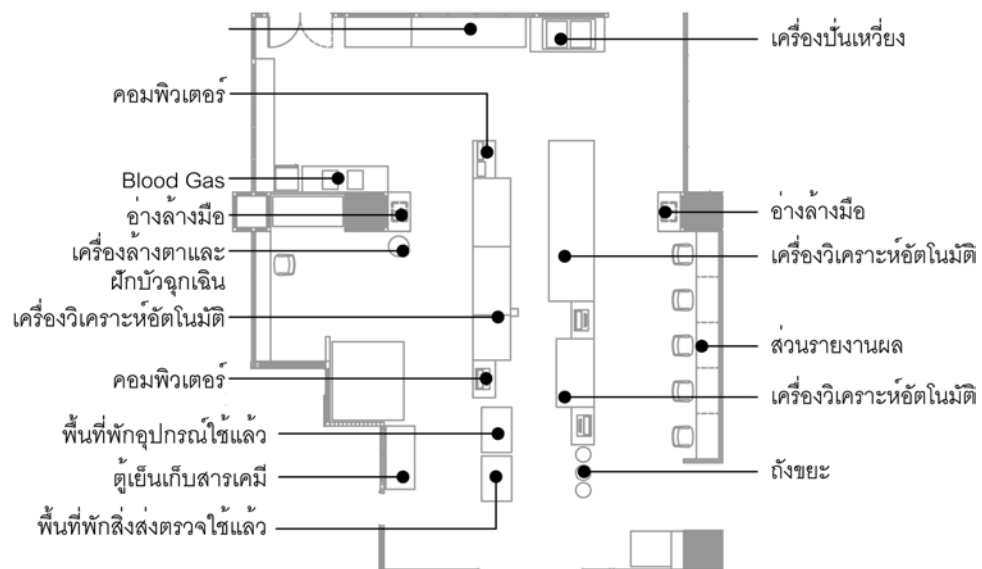 เครื่องปั่นเหวี่ยง
คอมพิวเตอร์
Blood Gas
อ่างล้างมือ
เครื่องล้างตาและ
ฝักบัวฉุกเฉิน
เครื่องวิเคราะห์อัตโนมัติ
คอมพิวเตอร์
พื้นที่พักอุปกรณ์ใช้แล้ว
ตู้เย็นเก็บสารเคมี
พื้นที่พักสิ่งส่งตรวจใช้แล้ว
อ่างล้างมือ
เครื่องวิเคราะห์อัตโนมัติ
ส่วนรายงานผล
เครื่องวิเคราะห์อัตโนมัติ
ถังขยะ